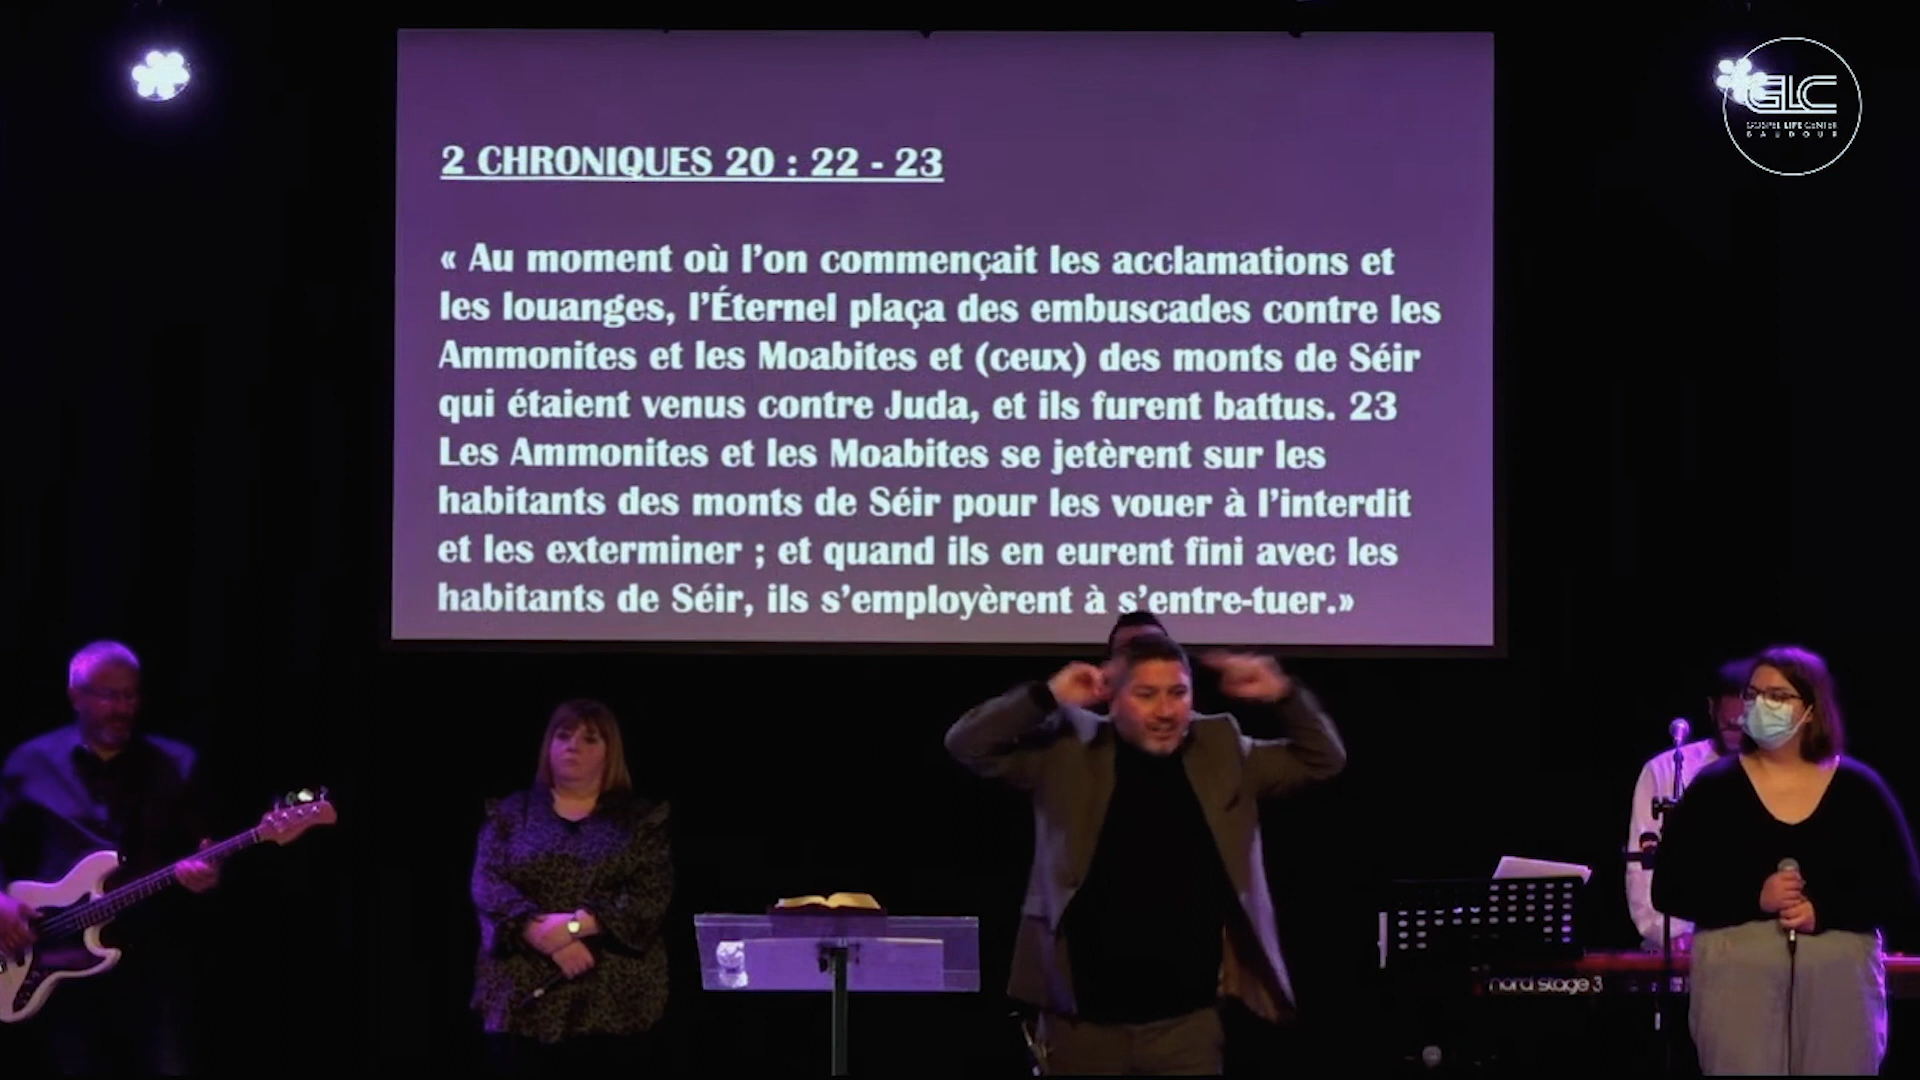 GLC
GOSPEL LIFE CENTER
BAUDOUR
2 CHRONIQUES 20 : 22 - 23
« Au moment où l’on commençait les acclamations et
les louanges, l’Éternel plaça des embuscades contre les
Ammonites et les Moabites et (ceux) des monts de Séir
qui étaient venus contre Juda, et ils furent battus. 23
Les Ammonites et les Moabites se jetèrent sur les
habitants des monts de Séir pour les vouer à l’interdit
et les exterminer ; et quand ils en eurent fini avec les
habitants de Séir, ils s’employèrent à s’entre-tuer.»
nord stage 3